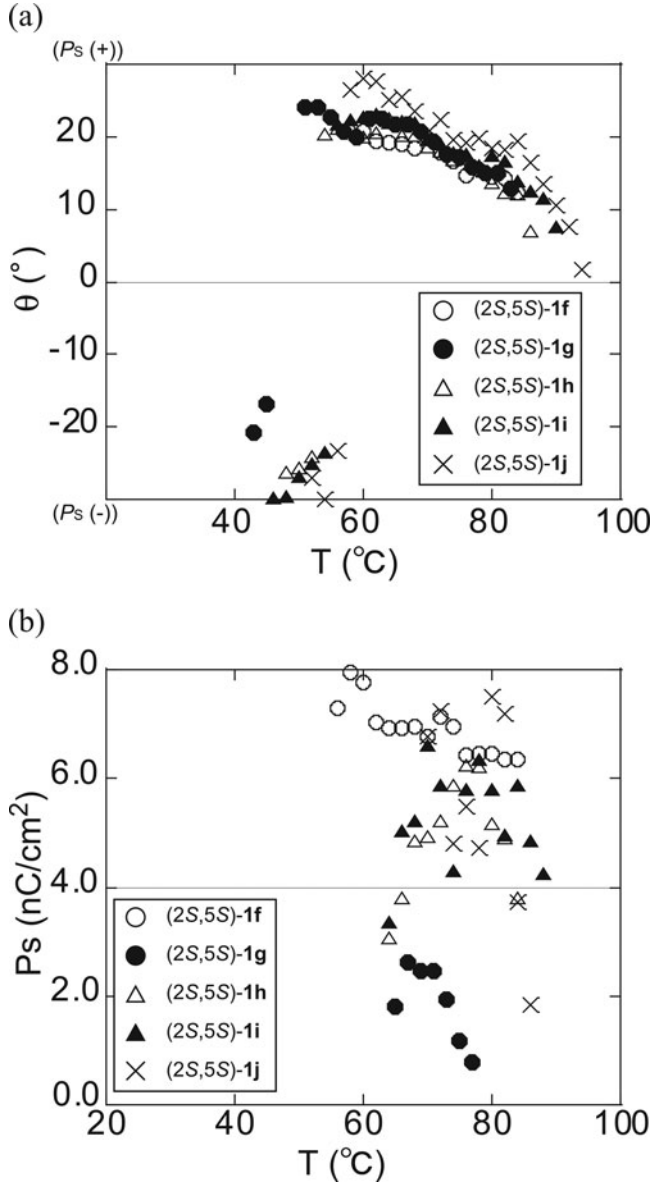 (a)
(Ps (+))
20
10
0
-10
-20
(Ps (-))
θ (°)
(2S,5S)-1f
(2S,5S)-1g
(2S,5S)-1h
(2S,5S)-1i
(2S,5S)-1j
40 60 80 100
T (℃)
(b)
8.0
6.0
4.0
2.0
0.0
Ps (nC/cm²)
(2S,5S)-1f
(2S,5S)-1g
(2S,5S)-1h
(2S,5S)-1i
(2S,5S)-1j
20 40 60 80 100
T (℃)